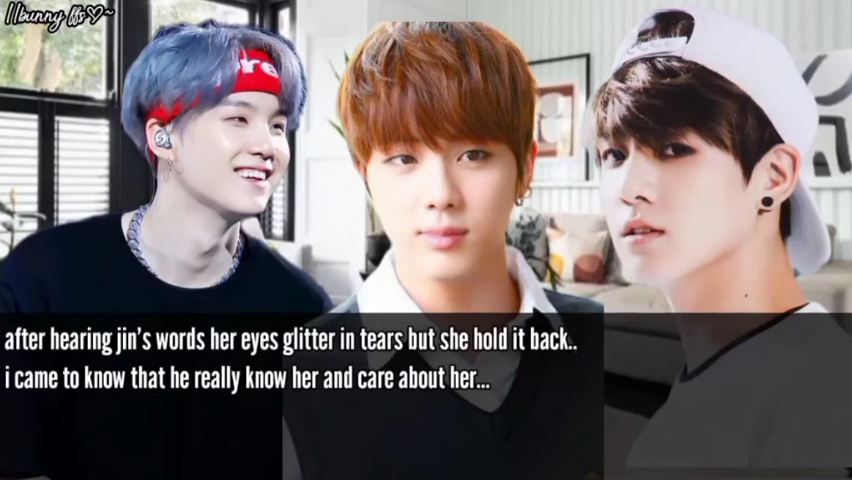 llbunny ffs♡~
re
after hearing jin's words her eyes glitter in tears but she hold it back..
i came to know that he really know her and care about her...